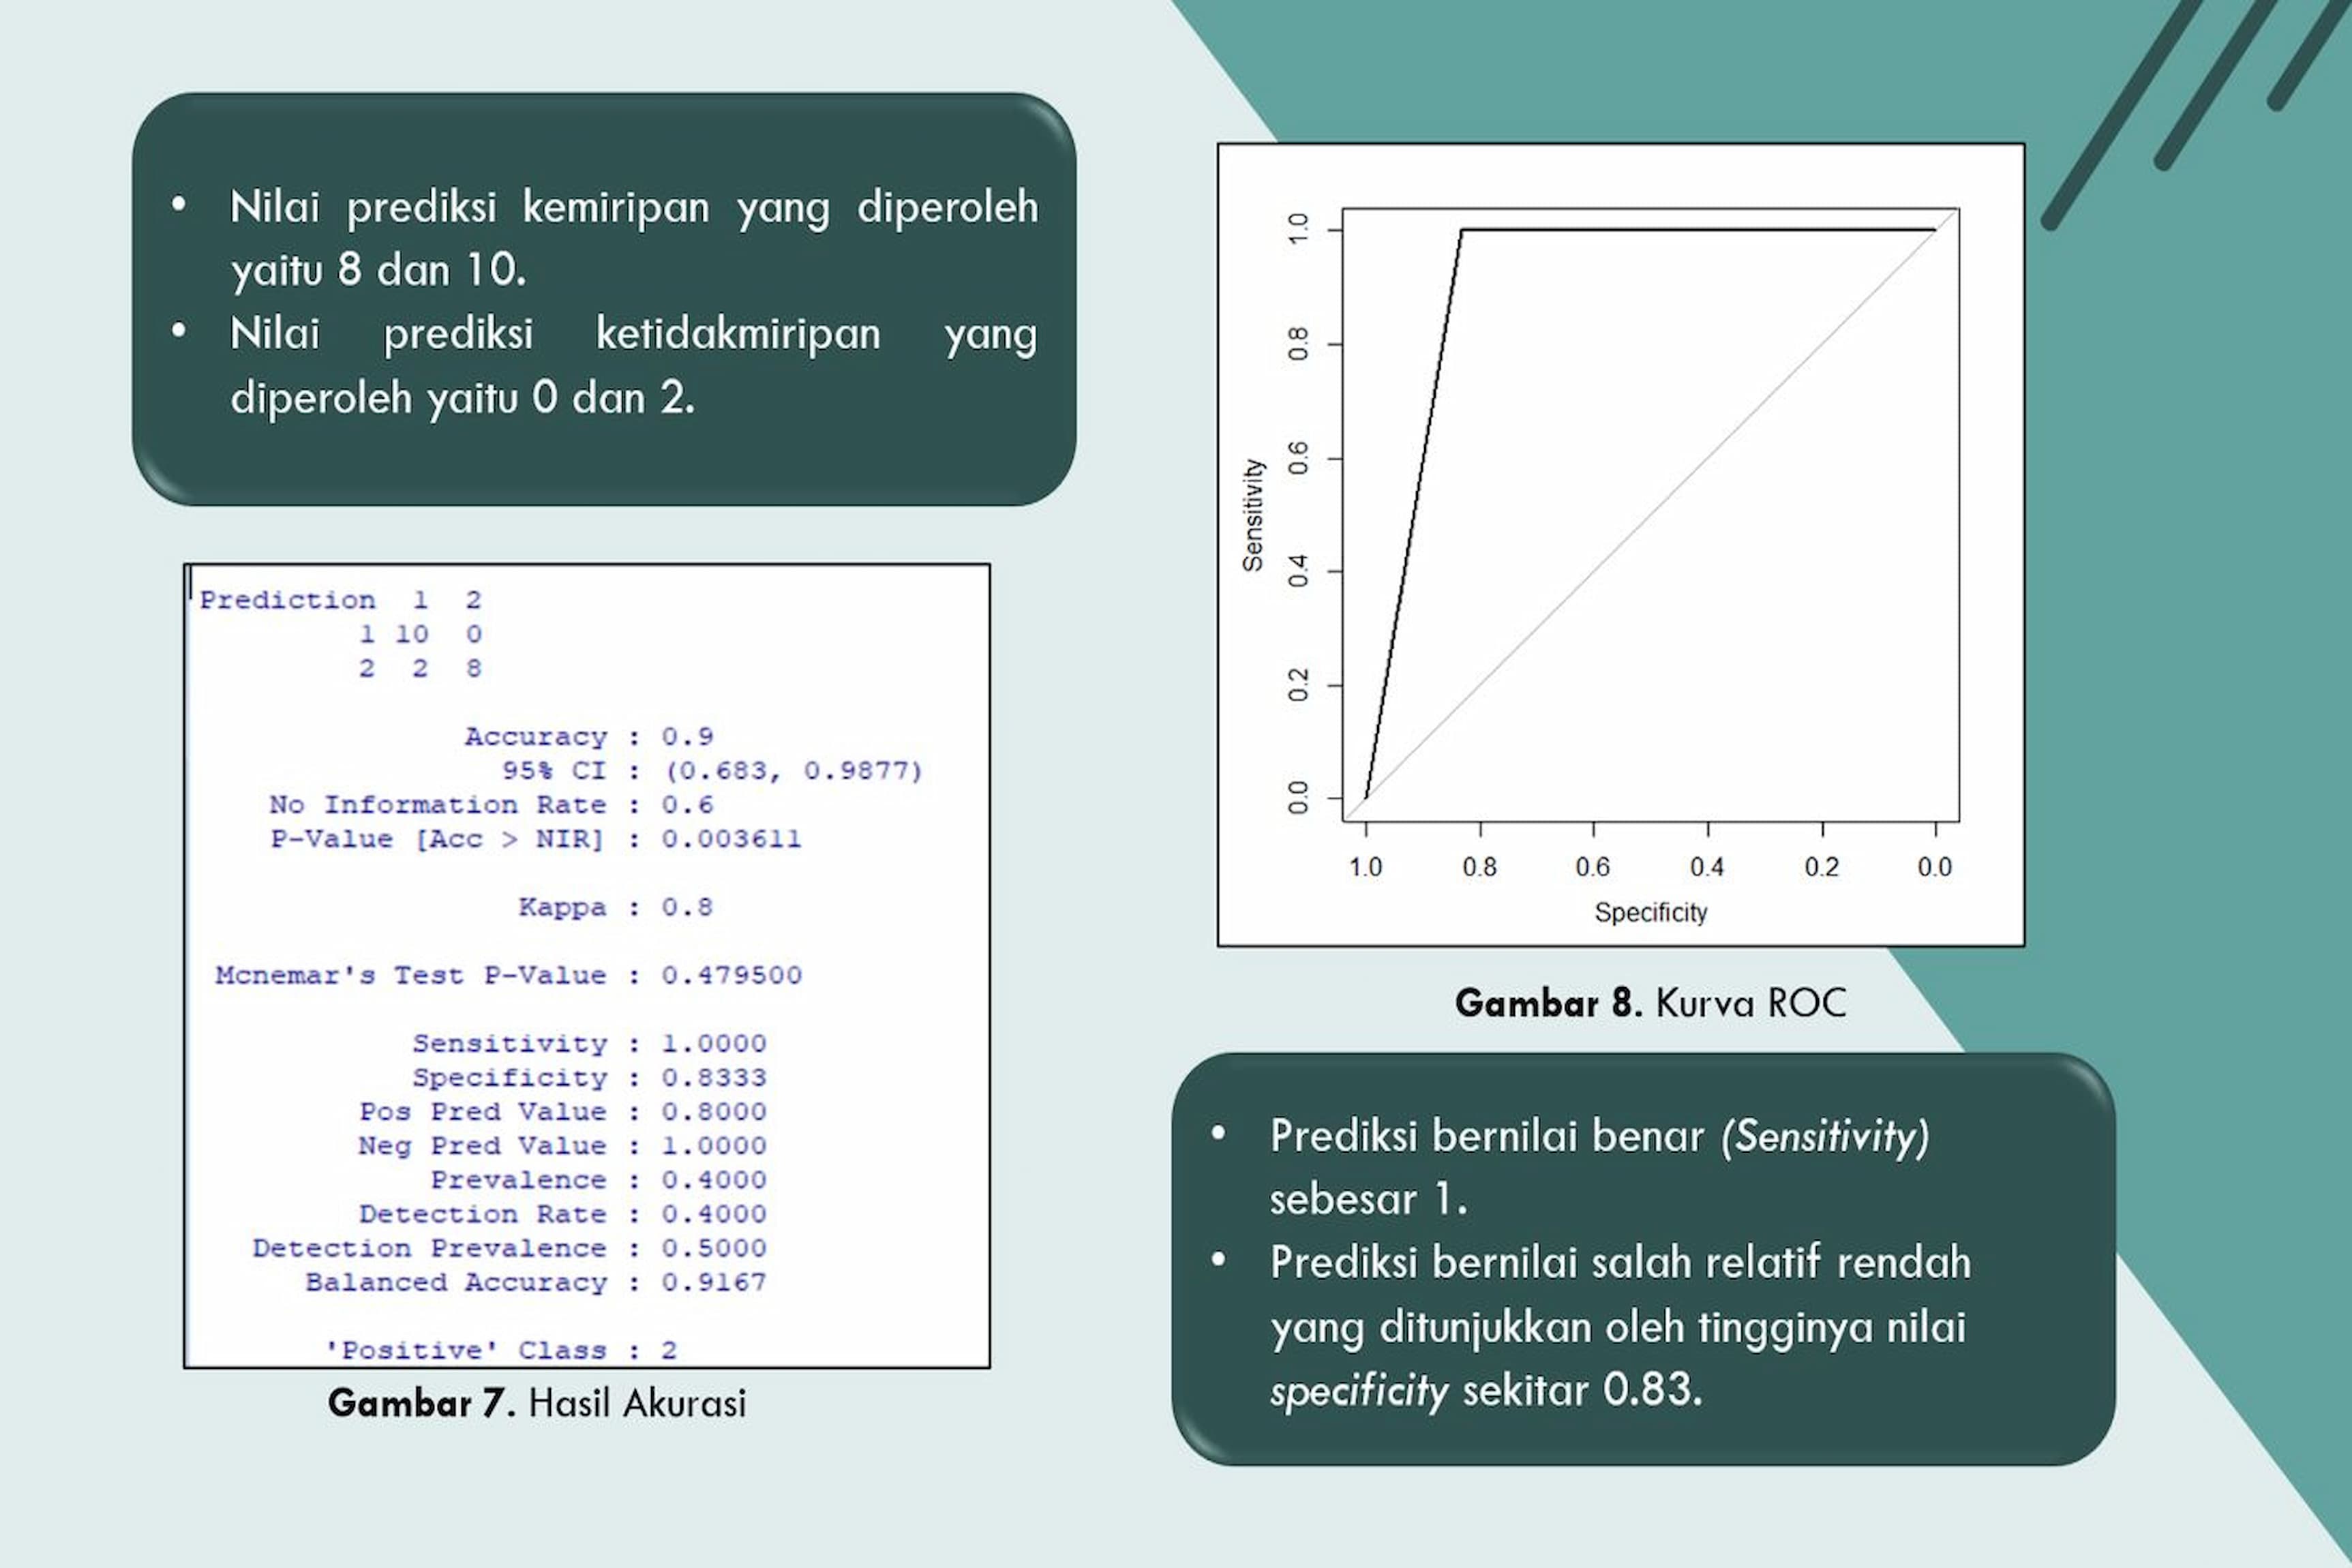 • Nilai prediksi kemiripan yang diperoleh
yaitu 8 dan 10.
• Nilai prediksi ketidakmiripan yang
diperoleh yaitu 0 dan 2.
Prediction 1 2
1 10 0
2 2 8
Accuracy : 0.9
95% CI : (0.683, 0.9877)
No Information Rate : 0.6
P-Value [Acc > NIR] : 0.003611
Kappa : 0.8
Mcnemar's Test P-Value : 0.479500
Sensitivity : 1.0000
Specificity : 0.8333
Pos Pred Value : 0.8000
Neg Pred Value : 1.0000
Prevalence : 0.4000
Detection Rate : 0.4000
Detection Prevalence : 0.5000
Balanced Accuracy : 0.9167
'Positive' Class : 2
Gambar 7. Hasil Akurasi
Sensitivity
1.0
0.8
0.6
0.4
0.2
0.0
1.0 0.8 0.6 0.4 0.2 0.0
Specificity
Gambar 8. Kurva ROC
• Prediksi bernilai benar (Sensitivity)
sebesar 1.
• Prediksi bernilai salah relatif rendah
yang ditunjukkan oleh tingginya nilai
specificity sekitar 0.83.